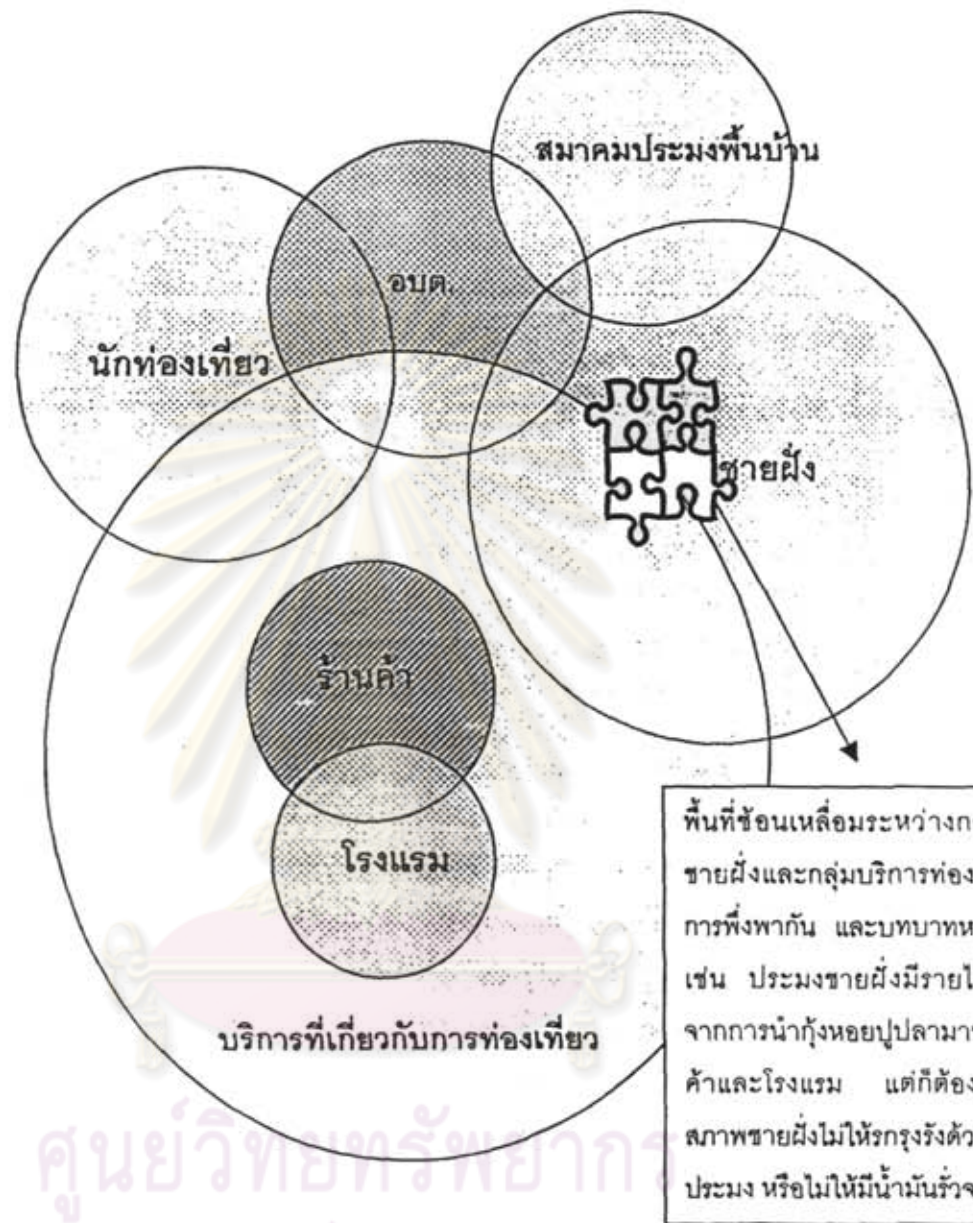 สมาคมประมงพื้นบ้าน
อบต.
นักท่องเที่ยว
ชายฝั่ง
ร้านค้า
โรงแรม
บริการที่เกี่ยวกับการท่องเที่ยว
พื้นที่ซ้อนเหลื่อมระหว่าง
ชายฝั่งและกลุ่มบริการท่อง
การพึ่งพากัน และบทบาท
เช่น ประมงชายฝั่งมี
จากการนำกุ้งหอยปูปลา
ค้าและโรงแรม แต่ก็ต้อง
สภาพชายฝั่งไม่ให้รกรุงรัง
ประมง หรือไม่ให้มีน้ำมันรั่ว
ศูนย์วิทยทรัพยากร